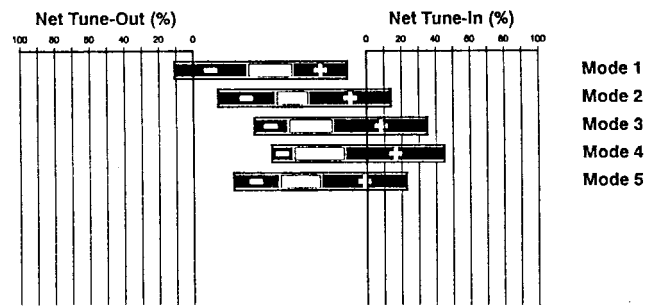 Net Tune-Out (%) Net Tune-In (%)
100 80 60 40 20 0 0 20 40 60 80 100
Mode 1
Mode 2
Mode 3
Mode 4
Mode 5